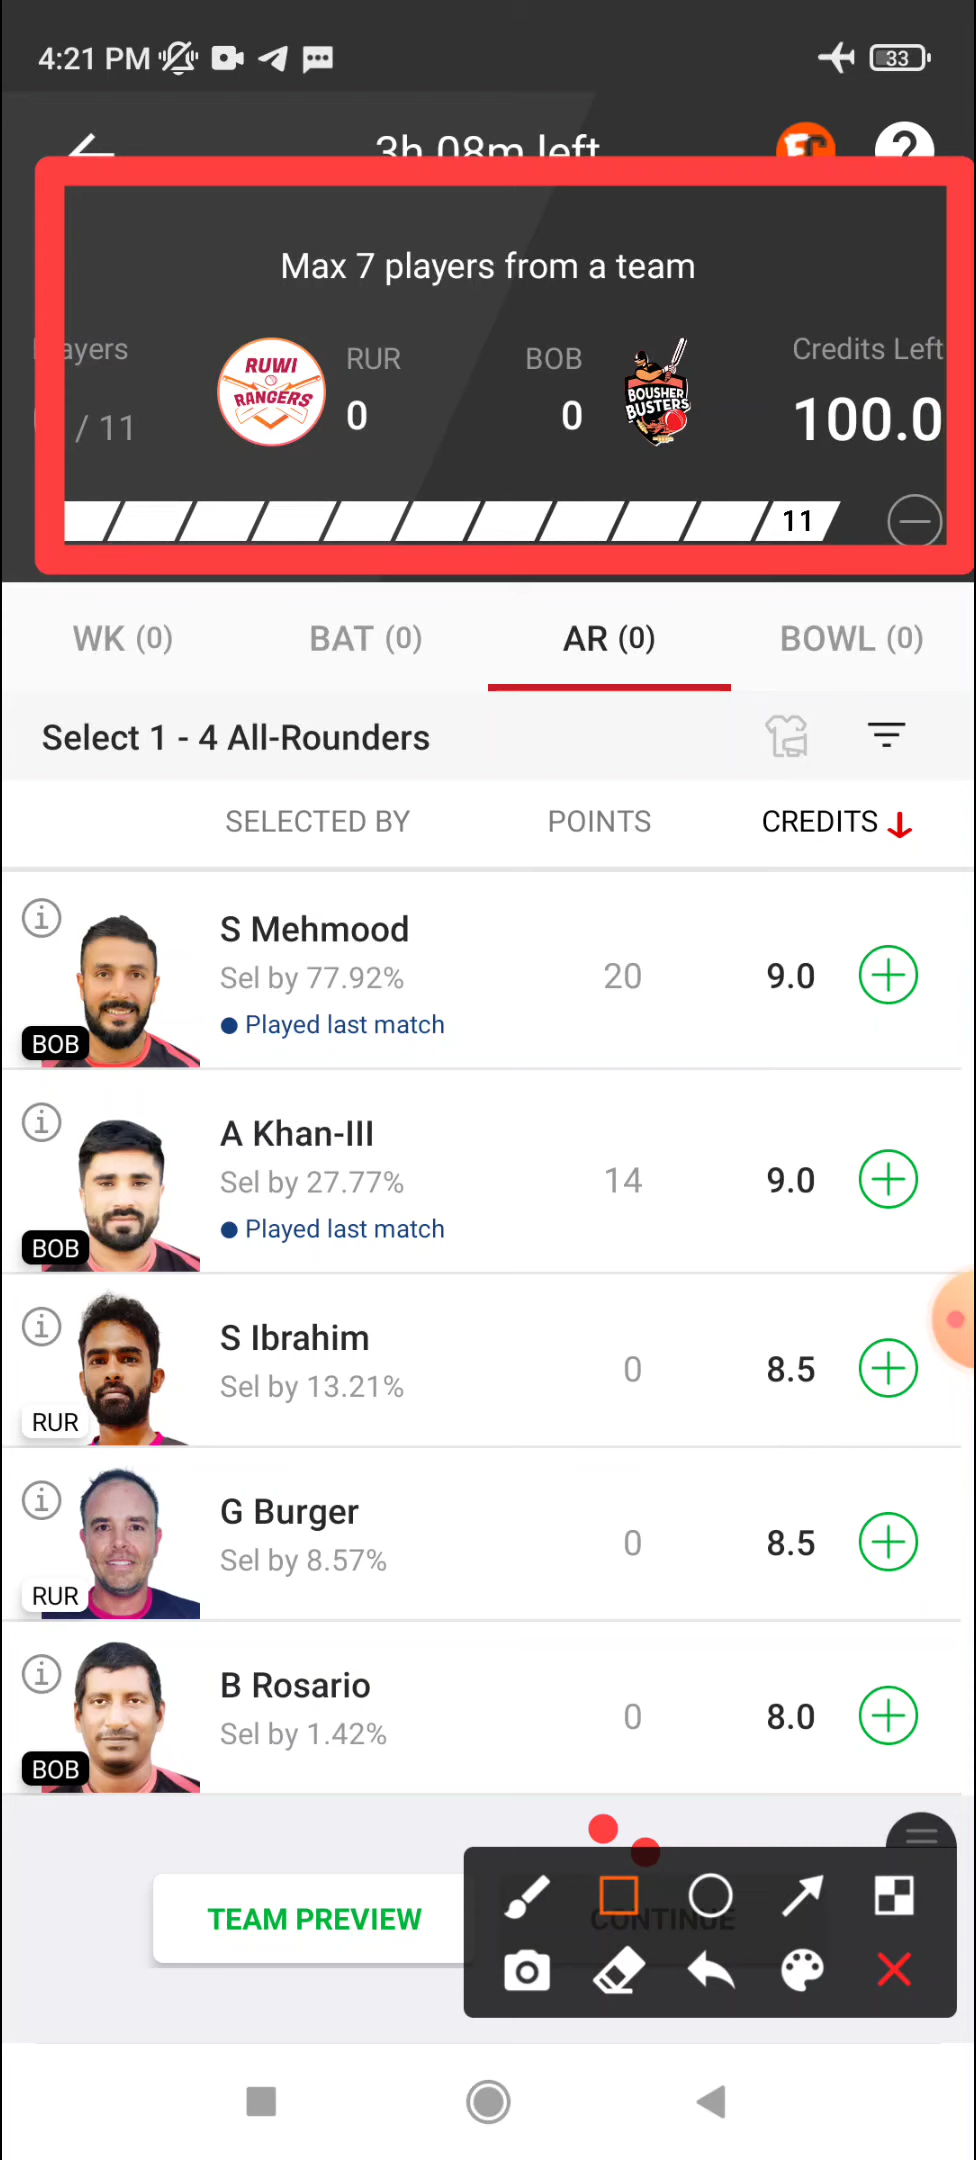 4:21 PM
33
3h 08m left
FC
?
Max 7 players from a team
ayers
RUWI RANGERS
RUR
BOB
BOUSHER BUSTERS
Credits Left
/ 11
0
0
100.0
11
WK (0)
BAT (0)
AR (0)
BOWL (0)
Select 1 - 4 All-Rounders
SELECTED BY
POINTS
CREDITS
S Mehmood
Sel by 77.92%
20
9.0
Played last match
BOB
A Khan-III
Sel by 27.77%
14
9.0
Played last match
BOB
S Ibrahim
Sel by 13.21%
0
8.5
RUR
G Burger
Sel by 8.57%
0
8.5
RUR
B Rosario
Sel by 1.42%
0
8.0
BOB
TEAM PREVIEW
CONTINUE